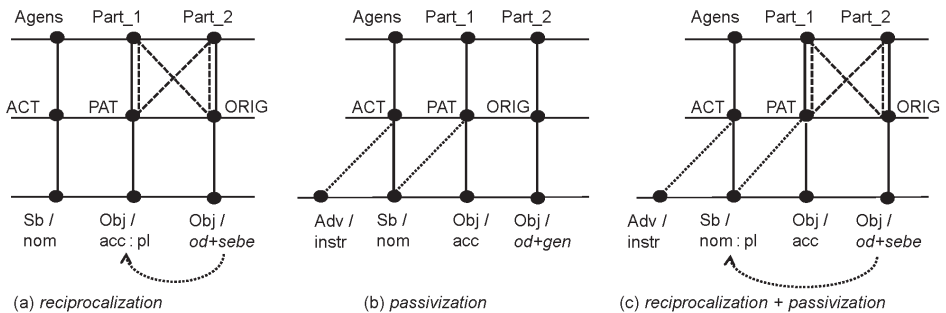 Agens Part_1 Part_2 Agens Part_1 Part_2 Agens Part_1 Part_2
ACT PAT ORIG ACT PAT ORIG ACT PAT ORIG
Sb / Obj / Obj / Adv / Sb / Obj / Obj / Adv / Sb / Obj / Obj /
nom acc : pl od+sebe instr nom acc od+gen instr nom : pl acc od+sebe
(a) reciprocalization (b) passivization (c) reciprocalization + passivization